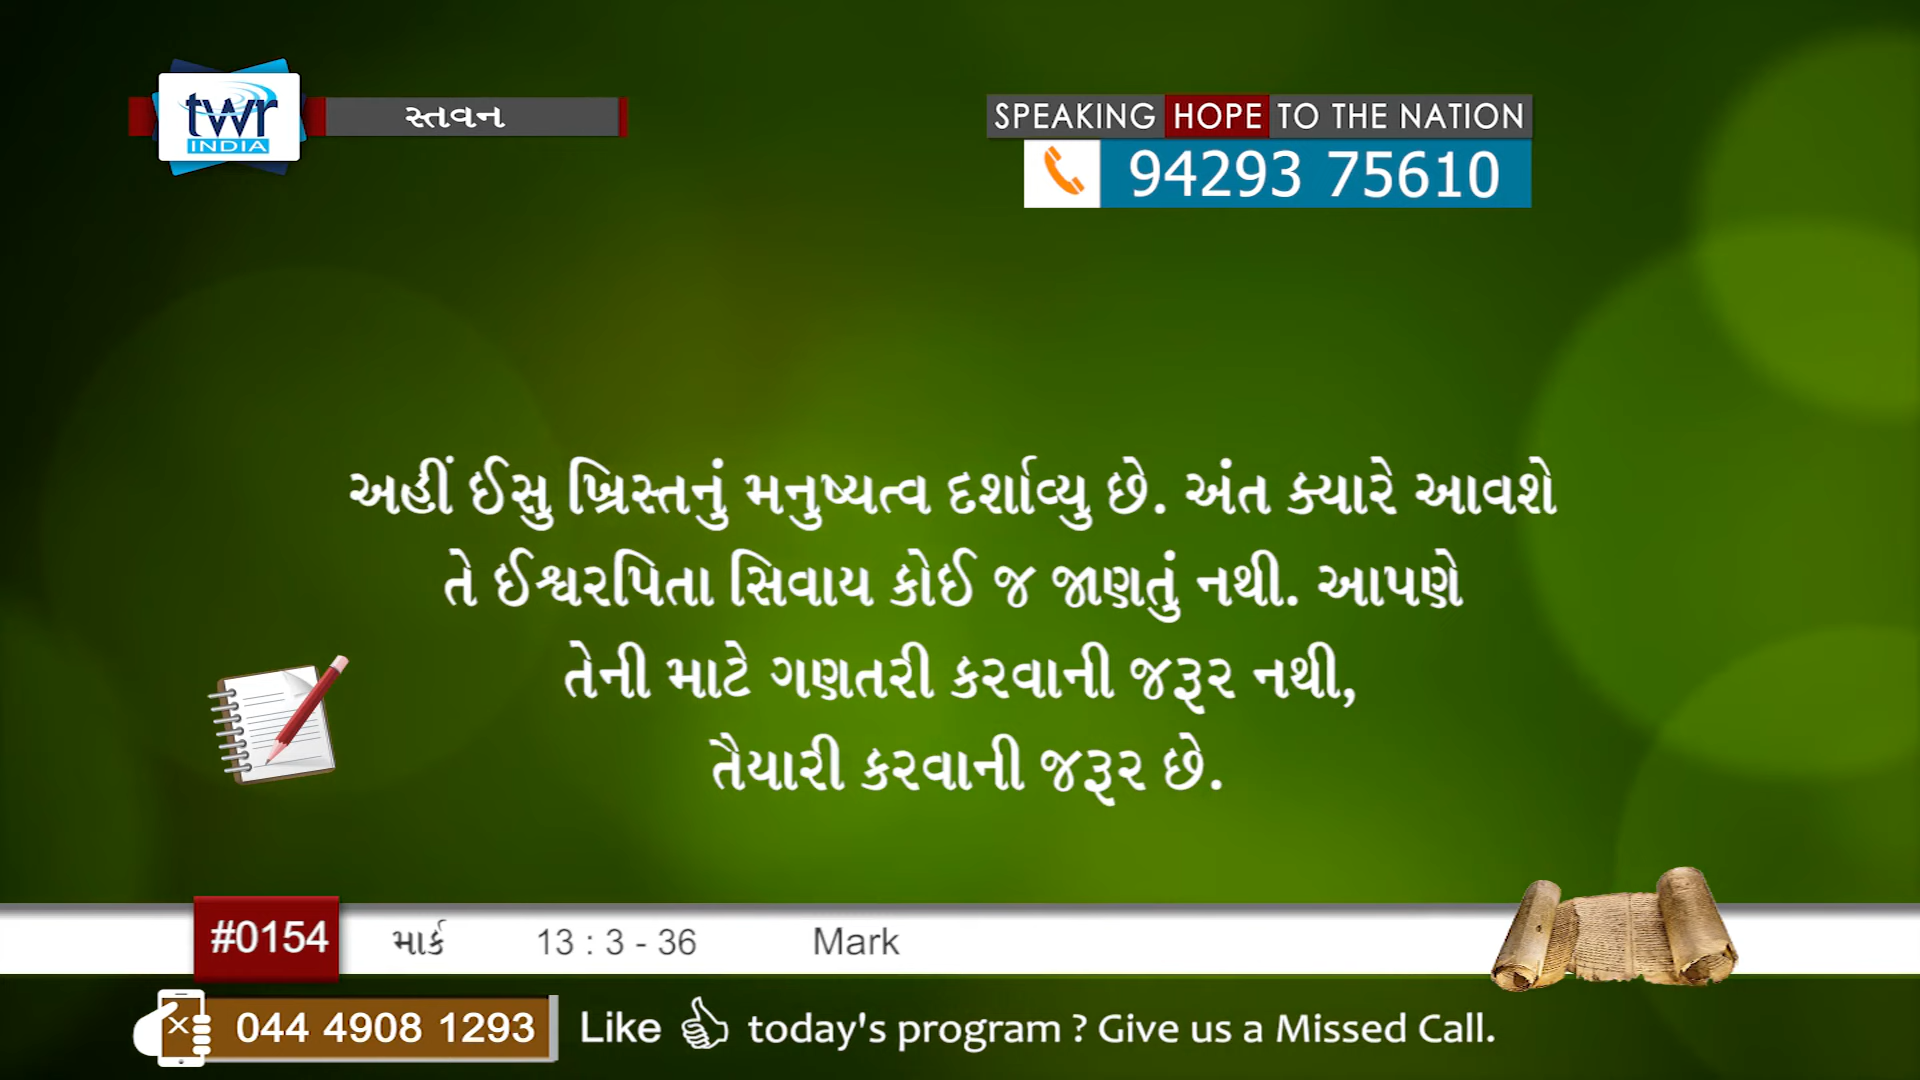 twr
INDIA
સ્તવન
SPEAKING HOPE TO THE NATION
94293 75610
અહીં ઈસુ ખ્રિસ્તનું મનુષ્યત્વ દર્શાવ્યુ છે. અંત ક્યારે આવશે
તે ઈશ્વરપિતા સિવાય કોઈ જ જાણતું નથી. આપણે
તેની માટે ગણતરી કરવાની જરૂર નથી,
તૈયારી કરવાની જરૂર છે.
#0154 માર્ક 13 : 3 - 36 Mark
044 4908 1293 Like today's program ? Give us a Missed Call.